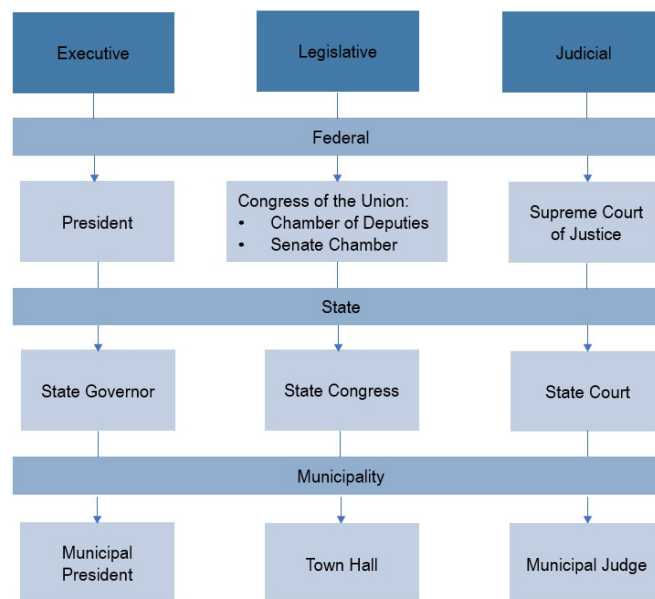 Executive
Legislative
Judicial
Federal
President
Congress of the Union:
• Chamber of Deputies
• Senate Chamber
Supreme Court
of Justice
State
State Governor
State Congress
State Court
Municipality
Municipal
President
Town Hall
Municipal Judge